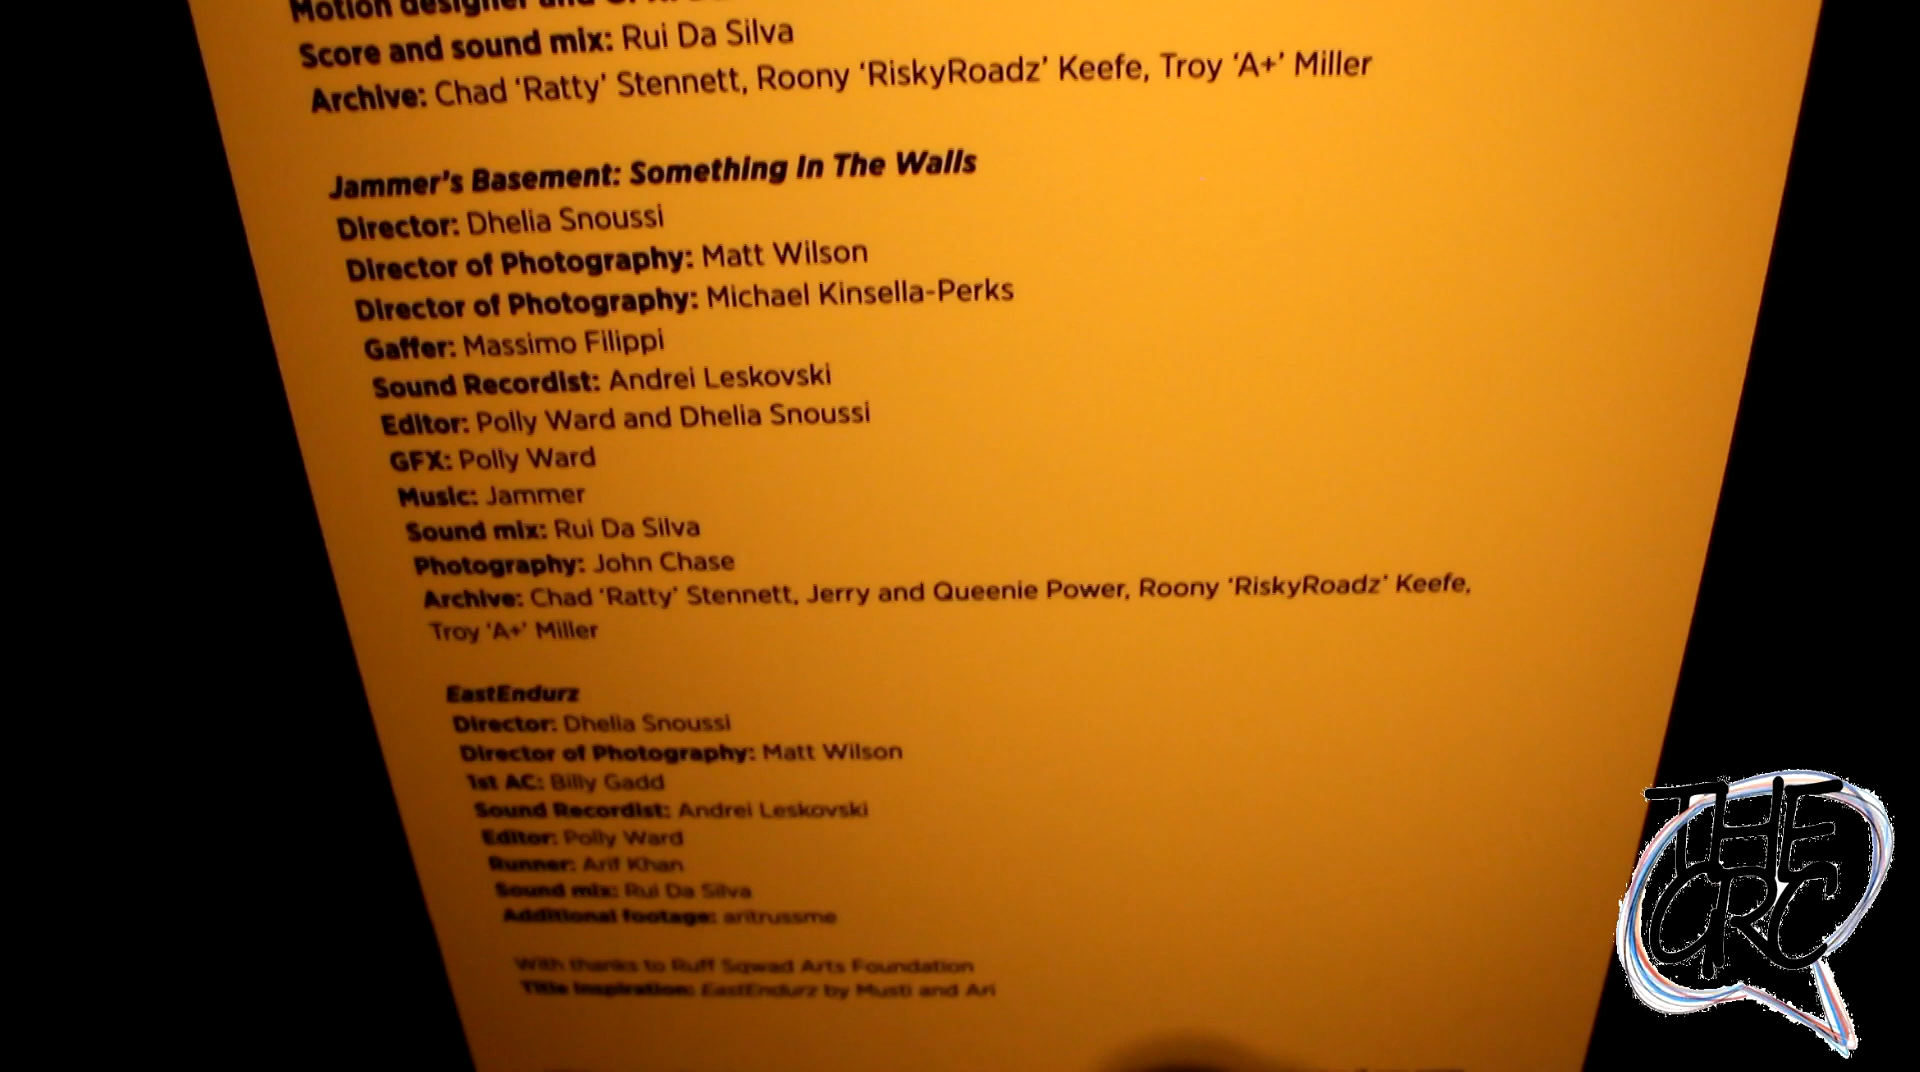 Motion designer and
Score and sound mix: Rui Da Silva
Archive: Chad ‘Ratty’ Stennett, Roony ‘RiskyRoadz’ Keefe, Troy ‘A+’ Miller
Jammer’s Basement: Something In The Walls
Director: Dhelia Snoussi
Director of Photography: Matt Wilson
Director of Photography: Michael Kinsella-Perks
Gaffer: Massimo Filippi
Sound Recordist: Andrei Leskovski
Editor: Polly Ward and Dhelia Snoussi
GFX: Polly Ward
Music: Jammer
Sound mix: Rui Da Silva
Photography: John Chase
Archive: Chad ‘Ratty’ Stennett, Jerry and Queenie Power, Roony ‘RiskyRoadz’ Keefe,
Troy ‘A+’ Miller
EastEndurz
Director: Dhelia Snoussi
Director of Photography: Matt Wilson
1st AC: Billy Gadd
Sound Recordist: Andrei Leskovski
Editor: Polly Ward
Runner: Arif Khan
Sound mix: Rui Da Silva
Additional footage: aritrussme
With thanks to Ruff Sqwad Arts Foundation
Title Inspiration: EastEndurz by Musti and Ari
THE
CRC